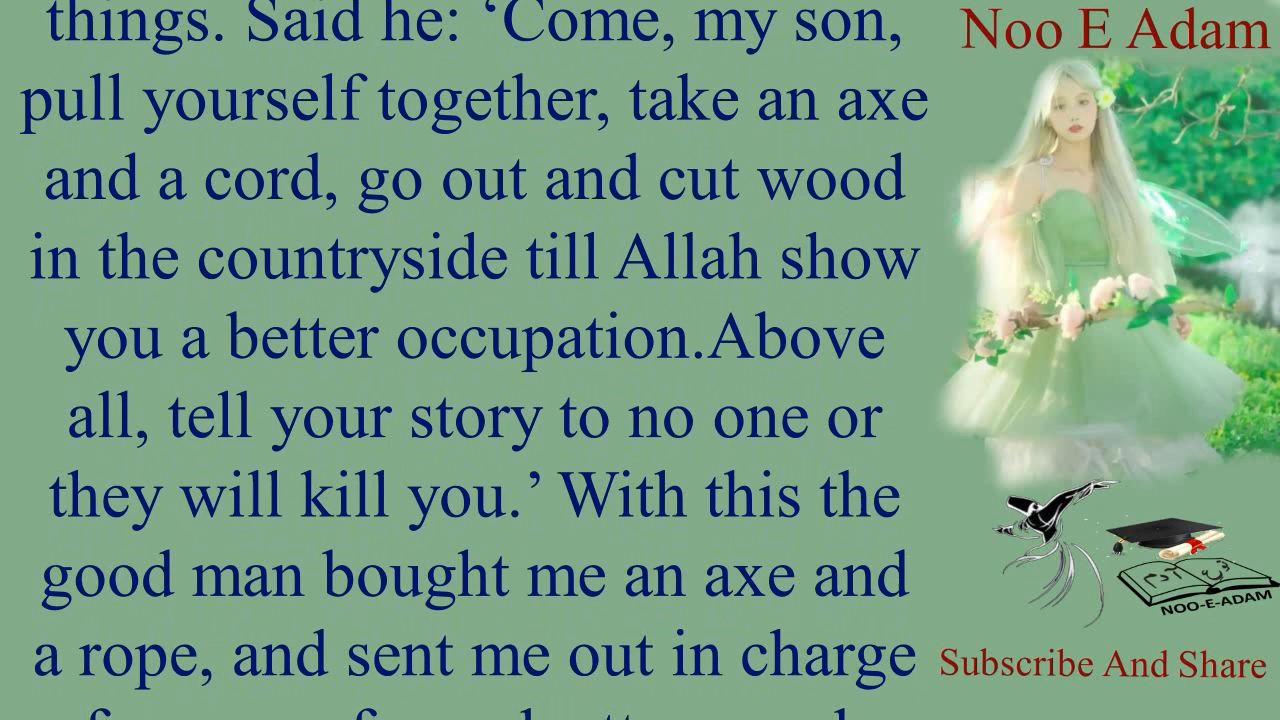 things. Said he: ‘Come, my son,
pull yourself together, take an axe
and a cord, go out and cut wood
in the countryside till Allah show
you a better occupation.Above
all, tell your story to no one or
they will kill you.’ With this the
good man bought me an axe and
a rope, and sent me out in charge
Noo E Adam
NOO-E-ADAM
Subscribe And Share